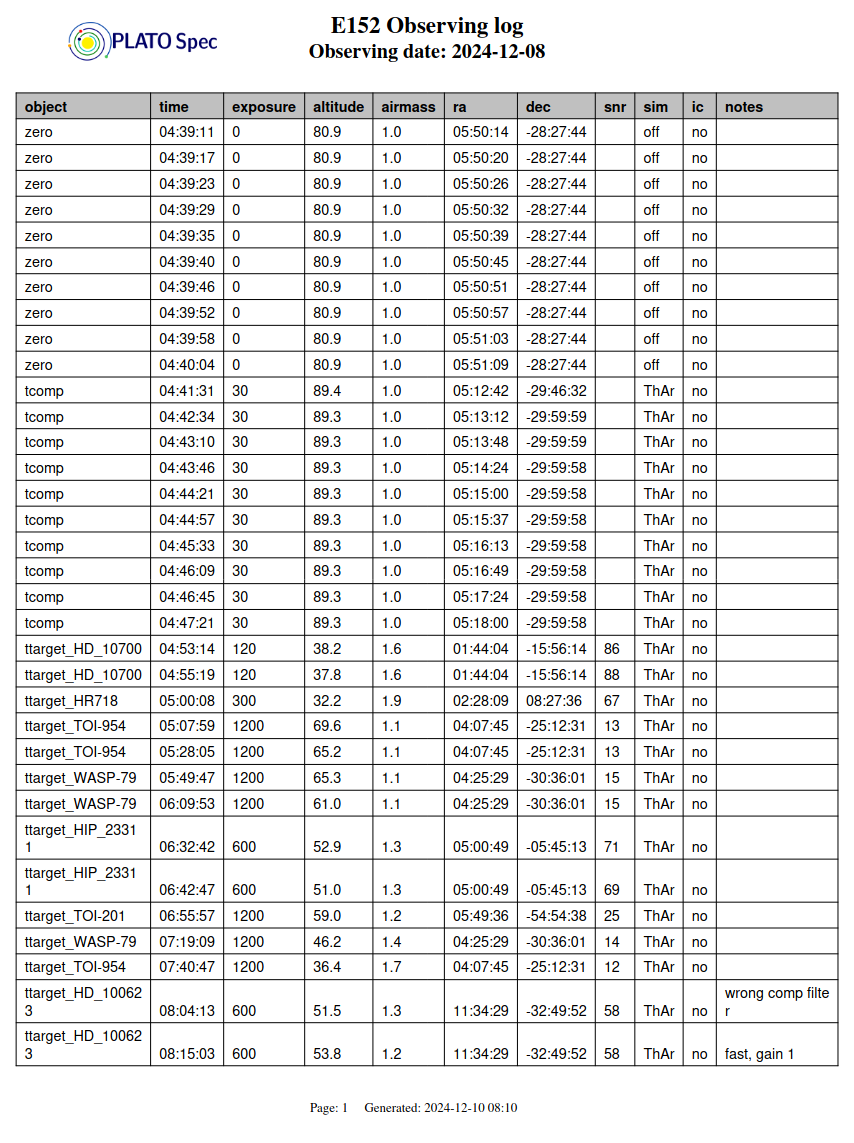 PLATO Spec
E152 Observing log
Observing date: 2024-12-08
object time exposure altitude airmass ra dec snr sim ic notes
zero 04:39:11 0 80.9 1.0 05:50:14 -28:27:44 off no
zero 04:39:17 0 80.9 1.0 05:50:20 -28:27:44 off no
zero 04:39:23 0 80.9 1.0 05:50:26 -28:27:44 off no
zero 04:39:29 0 80.9 1.0 05:50:32 -28:27:44 off no
zero 04:39:35 0 80.9 1.0 05:50:39 -28:27:44 off no
zero 04:39:40 0 80.9 1.0 05:50:45 -28:27:44 off no
zero 04:39:46 0 80.9 1.0 05:50:51 -28:27:44 off no
zero 04:39:52 0 80.9 1.0 05:50:57 -28:27:44 off no
zero 04:39:58 0 80.9 1.0 05:51:03 -28:27:44 off no
zero 04:40:04 0 80.9 1.0 05:51:09 -28:27:44 off no
tcomp 04:41:31 30 89.4 1.0 05:12:42 -29:46:32 ThAr no
tcomp 04:42:34 30 89.3 1.0 05:13:12 -29:59:59 ThAr no
tcomp 04:43:10 30 89.3 1.0 05:13:48 -29:59:59 ThAr no
tcomp 04:43:46 30 89.3 1.0 05:14:24 -29:59:58 ThAr no
tcomp 04:44:21 30 89.3 1.0 05:15:00 -29:59:58 ThAr no
tcomp 04:44:57 30 89.3 1.0 05:15:37 -29:59:58 ThAr no
tcomp 04:45:33 30 89.3 1.0 05:16:13 -29:59:58 ThAr no
tcomp 04:46:09 30 89.3 1.0 05:16:49 -29:59:58 ThAr no
tcomp 04:46:45 30 89.3 1.0 05:17:24 -29:59:58 ThAr no
tcomp 04:47:21 30 89.3 1.0 05:18:00 -29:59:58 ThAr no
ttarget_HD_10700 04:53:14 120 38.2 1.6 01:44:04 -15:56:14 86 ThAr no
ttarget_HD_10700 04:55:19 120 37.8 1.6 01:44:04 -15:56:14 88 ThAr no
ttarget_HR718 05:00:08 300 32.2 1.9 02:28:09 08:27:36 67 ThAr no
ttarget_TOI-954 05:07:59 1200 69.6 1.1 04:07:45 -25:12:31 13 ThAr no
ttarget_TOI-954 05:28:05 1200 65.2 1.1 04:07:45 -25:12:31 13 ThAr no
ttarget_WASP-79 05:49:47 1200 65.3 1.1 04:25:29 -30:36:01 15 ThAr no
ttarget_WASP-79 06:09:53 1200 61.0 1.1 04:25:29 -30:36:01 15 ThAr no
ttarget_HIP_2331
1 06:32:42 600 52.9 1.3 05:00:49 -05:45:13 71 ThAr no
ttarget_HIP_2331
1 06:42:47 600 51.0 1.3 05:00:49 -05:45:13 69 ThAr no
ttarget_TOI-201 06:55:57 1200 59.0 1.2 05:49:36 -54:54:38 25 ThAr no
ttarget_WASP-79 07:19:09 1200 46.2 1.4 04:25:29 -30:36:01 14 ThAr no
ttarget_TOI-954 07:40:47 1200 36.4 1.7 04:07:45 -25:12:31 12 ThAr no
ttarget_HD_10062 wrong comp filte
3 08:04:13 600 51.5 1.3 11:34:29 -32:49:52 58 ThAr no r
ttarget_HD_10062
3 08:15:03 600 53.8 1.2 11:34:29 -32:49:52 58 ThAr no fast, gain 1
Page: 1 Generated: 2024-12-10 08:10